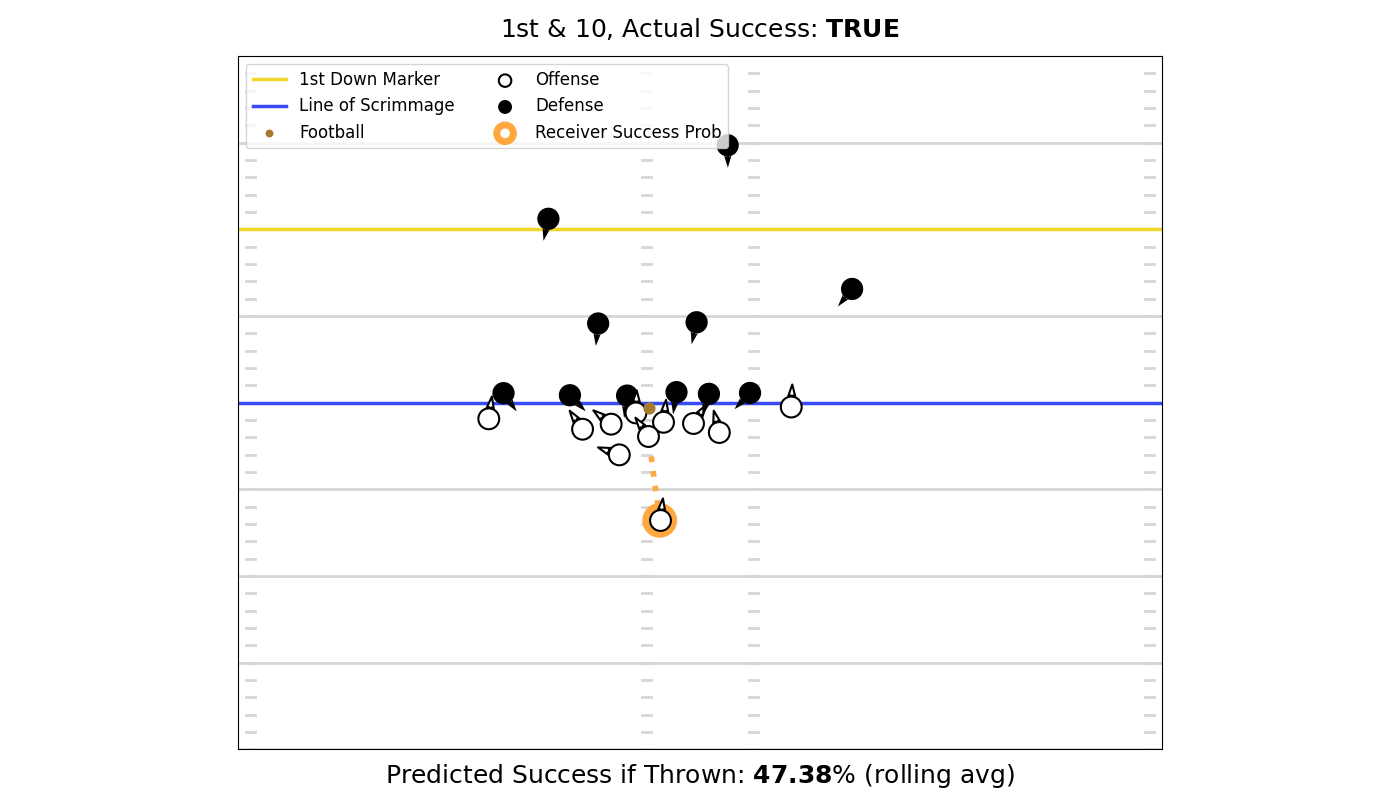 1st & 10, Actual Success: TRUE
1st Down Marker
Line of Scrimmage
Football
Offense
Defense
Receiver Success Prob
Predicted Success if Thrown: 47.38% (rolling avg)